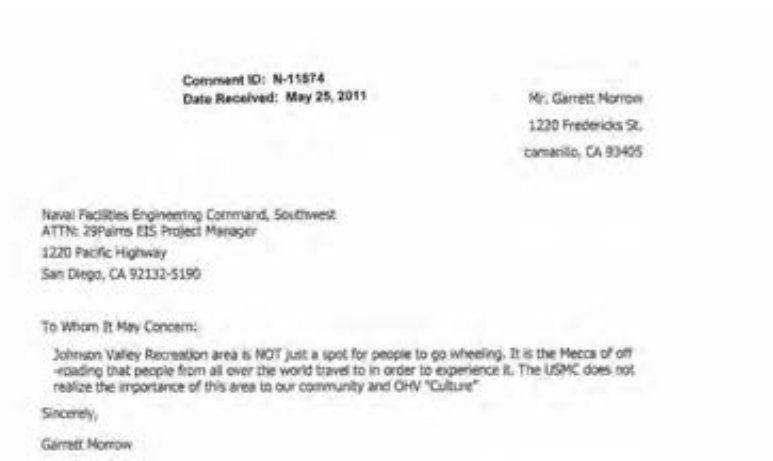 Comment ID: N-11874
Date Received: May 25, 2011
Mr. Garrett Morrow
1220 Fredericks St.
camarillo, CA 93405
Naval Facilities Engineering Command, Southwest
ATTN: 29Palms EIS Project Manager
1220 Pacific Highway
San Diego, CA 92132-5190
To Whom It May Concern:
Johnson Valley Recreation area is NOT just a spot for people to go wheeling. It is the Mecca of off
-roading that people from all over the world travel to in order to experience it. The USMC does not
realize the importance of this area to our community and OHV "Culture"
Sincerely,
Garrett Morrow